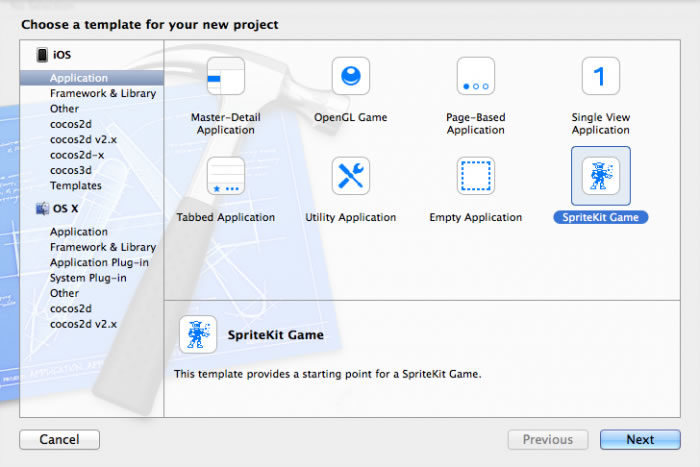 No Selection
Choose a template for your new project
iOS
Application
Framework & Library
Other
cocos2d
cocos2d v2.x
cocos2d-x
cocos3d
Templates
OS X
Application
Framework & Library
Application Plug-in
System Plug-in
Other
cocos2d
cocos2d v2.x
Master-Detail
Application
OpenGL Game
Page-Based
Application
1
Single View
Application
Tabbed Application
Utility Application
Empty Application
SpriteKit Game
SpriteKit Game
This template provides a starting point for a SpriteKit Game.
Cancel
Previous
Next